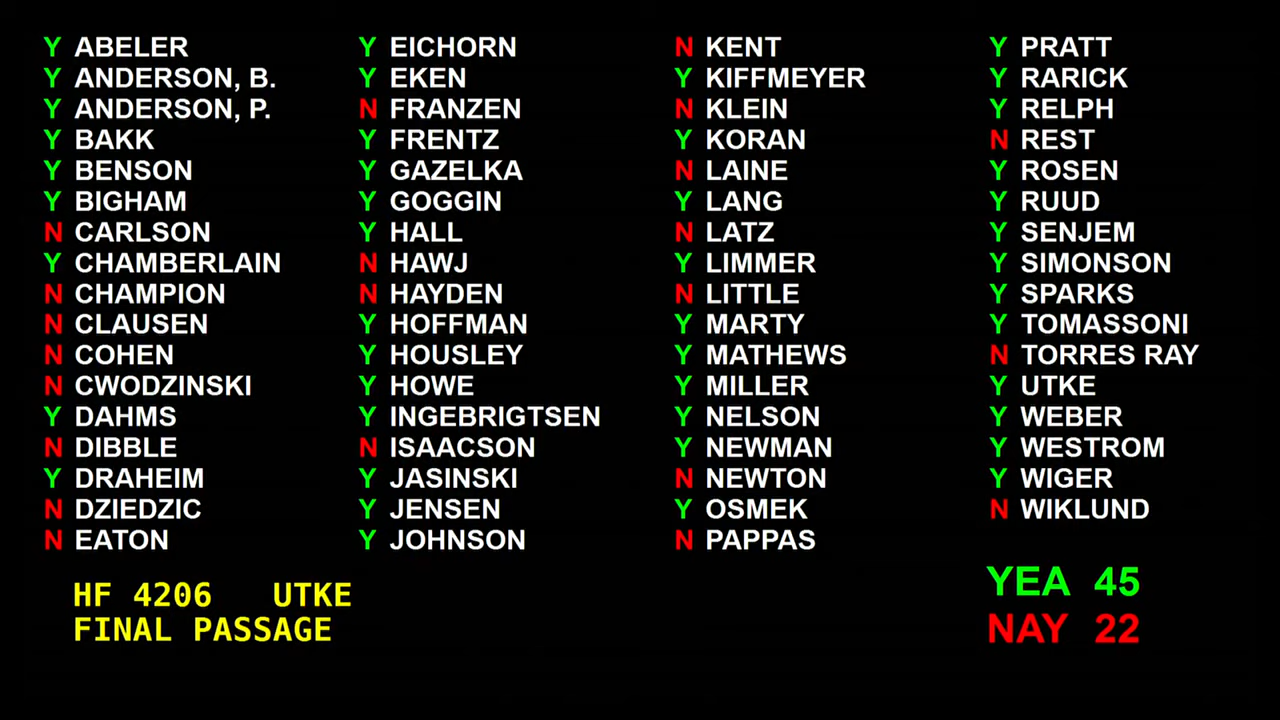 Y ABELER
Y ANDERSON, B.
Y ANDERSON, P.
Y BAKK
Y BENSON
Y BIGHAM
N CARLSON
Y CHAMBERLAIN
N CHAMPION
N CLAUSEN
N COHEN
N CWODZINSKI
Y DAHMS
N DIBBLE
Y DRAHEIM
N DZIEDZIC
N EATON
Y EICHORN
Y EKEN
N FRANZEN
Y FRENTZ
Y GAZELKA
Y GOGGIN
Y HALL
N HAWJ
N HAYDEN
Y HOFFMAN
Y HOUSLEY
Y HOWE
Y INGEBRIGTSEN
N ISAACSON
Y JASINSKI
Y JENSEN
Y JOHNSON
N KENT
Y KIFFMEYER
N KLEIN
Y KORAN
N LAINE
Y LANG
N LATZ
Y LIMMER
N LITTLE
Y MARTY
Y MATHEWS
Y MILLER
Y NELSON
Y NEWMAN
N NEWTON
Y OSMEK
N PAPPAS
Y PRATT
Y RARICK
Y RELPH
N REST
Y ROSEN
Y RUUD
Y SENJEM
Y SIMONSON
Y SPARKS
Y TOMASSONI
N TORRES RAY
Y UTKE
Y WEBER
Y WESTROM
Y WIGER
N WIKLUND
HF 4206 UTKE
FINAL PASSAGE
YEA 45
NAY 22